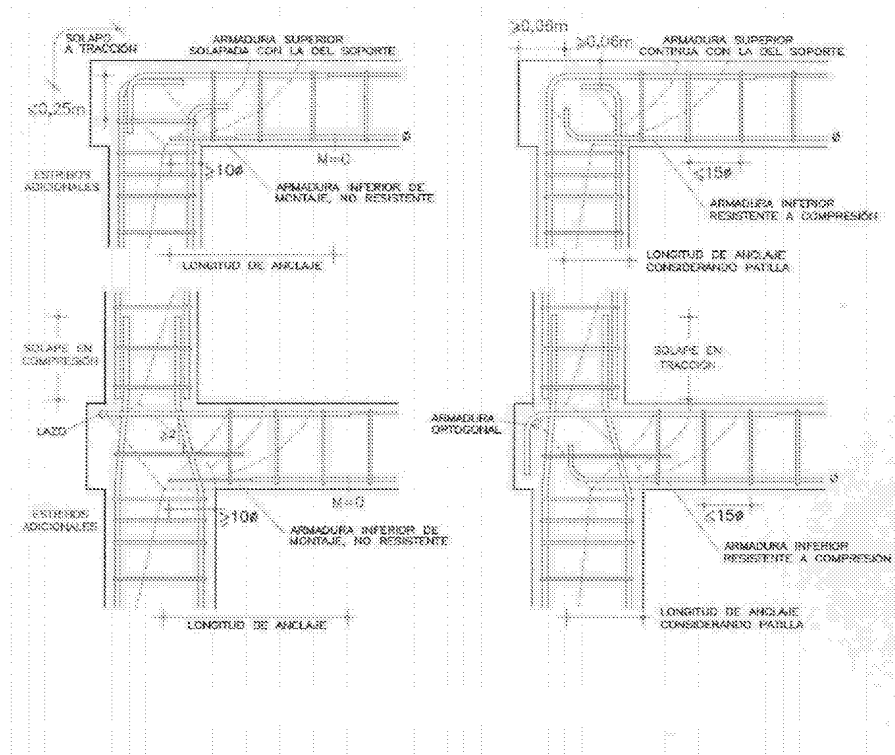 SOLAPO
A TRACCIÓN
ARMADURA SUPERIOR
SOLAPADA CON LA DEL SOPORTE
≤0,25m
ESTRIBOS
ADICIONALES
≥10ø
M=0
ø
ARMADURA INFERIOR DE
MONTAJE, NO RESISTENTE
LONGITUD DE ANCLAJE
≥0,06m
≥0,06m
ARMADURA SUPERIOR
CONTINUA CON LA DEL SOPORTE
ø
≤15ø
ARMADURA INFERIOR
RESISTENTE A COMPRESIÓN
LONGITUD DE ANCLAJE
CONSIDERANDO PATILLA
SOLAPE EN
COMPRESIÓN
LAZO
≥2
ESTRIBOS
ADICIONALES
≥10ø
M=0
ARMADURA INFERIOR DE
MONTAJE, NO RESISTENTE
LONGITUD DE ANCLAJE
SOLAPE EN
TRACCIÓN
ARMADURA
ORTOGONAL
ø
≤15ø
ARMADURA INFERIOR
RESISTENTE A COMPRESIÓN
LONGITUD DE ANCLAJE
CONSIDERANDO PATILLA